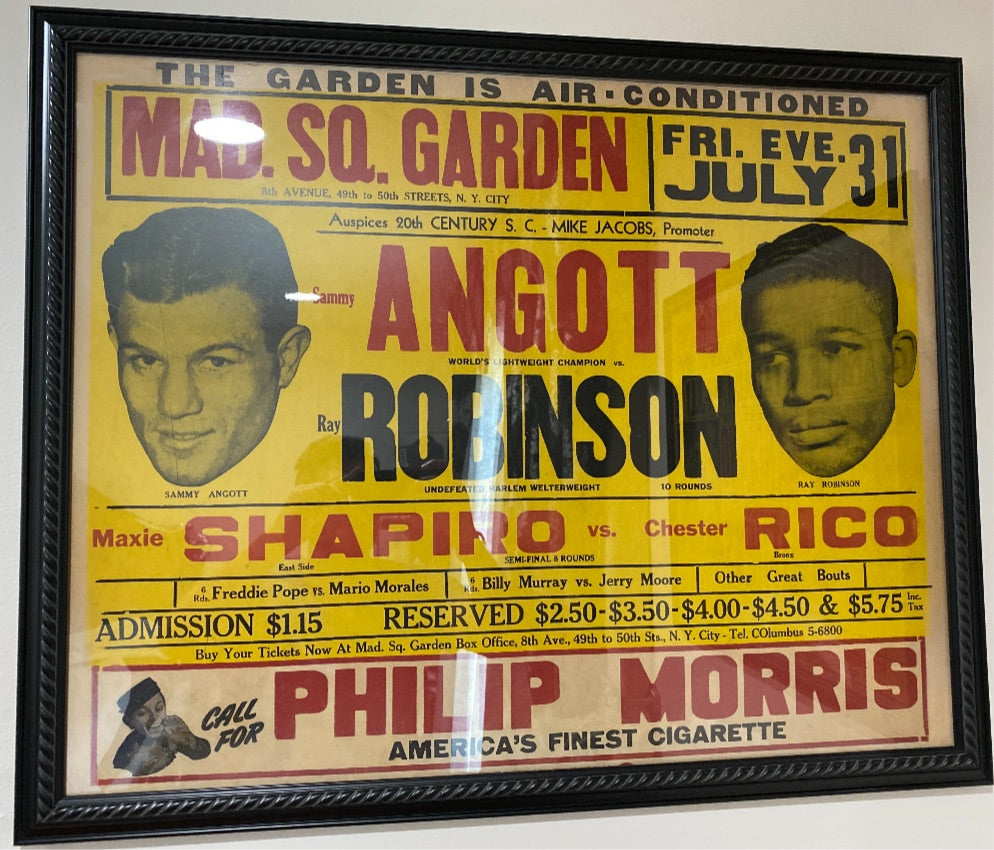 THE GARDEN IS AIR-CONDITIONED
MAD. SQ. GARDEN
8th AVENUE, 49th to 50th STREETS, N. Y. CITY
FRI. EVE.
JULY 31
Auspices 20th CENTURY S. C. - MIKE JACOBS, Promoter
Sammy ANGOTT
WORLD'S LIGHTWEIGHT CHAMPION vs.
Ray ROBINSON
UNDEFEATED HARLEM WELTERWEIGHT 10 ROUNDS
SAMMY ANGOTT
RAY ROBINSON
Maxie SHAPIRO vs. Chester RICO
East Side SEMI-FINAL 8 ROUNDS Bronx
6 Rds. Freddie Pope vs. Mario Morales
6 Rds. Billy Murray vs. Jerry Moore
Other Great Bouts
ADMISSION $1.15 RESERVED $2.50-$3.50-$4.00-$4.50 & $5.75 Inc. Tax
Buy Your Tickets Now At Mad. Sq. Garden Box Office, 8th Ave., 49th to 50th Sts., N. Y. City - Tel. COlumbus 5-6800
CALL FOR PHILIP MORRIS
AMERICA'S FINEST CIGARETTE